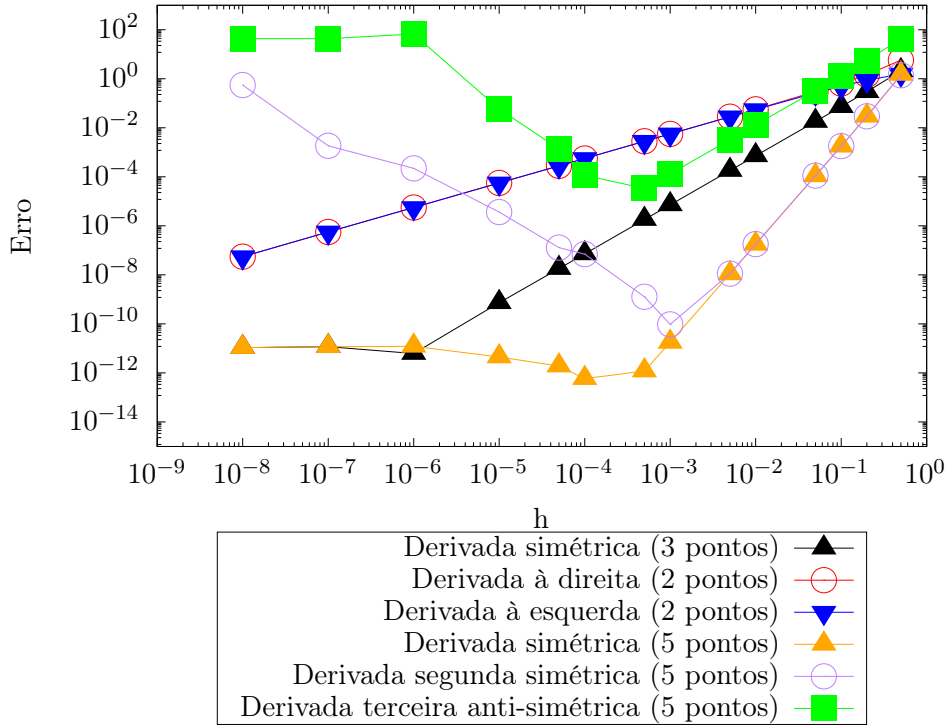 10^2
10^0
10^-2
10^-4
10^-6
10^-8
10^-10
10^-12
10^-14
Erro
10^-9 10^-8 10^-7 10^-6 10^-5 10^-4 10^-3 10^-2 10^-1 10^0
h
Derivada simétrica (3 pontos)
Derivada à direita (2 pontos)
Derivada à esquerda (2 pontos)
Derivada simétrica (5 pontos)
Derivada segunda simétrica (5 pontos)
Derivada terceira anti-simétrica (5 pontos)